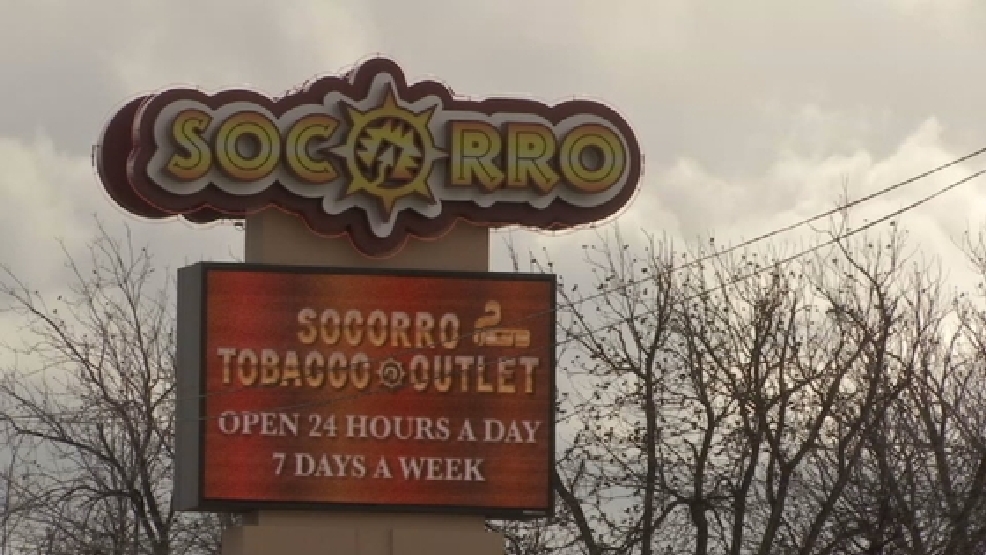 SOCORRO
SOCORRO
TOBACCO OUTLET
OPEN 24 HOURS A DAY
7 DAYS A WEEK